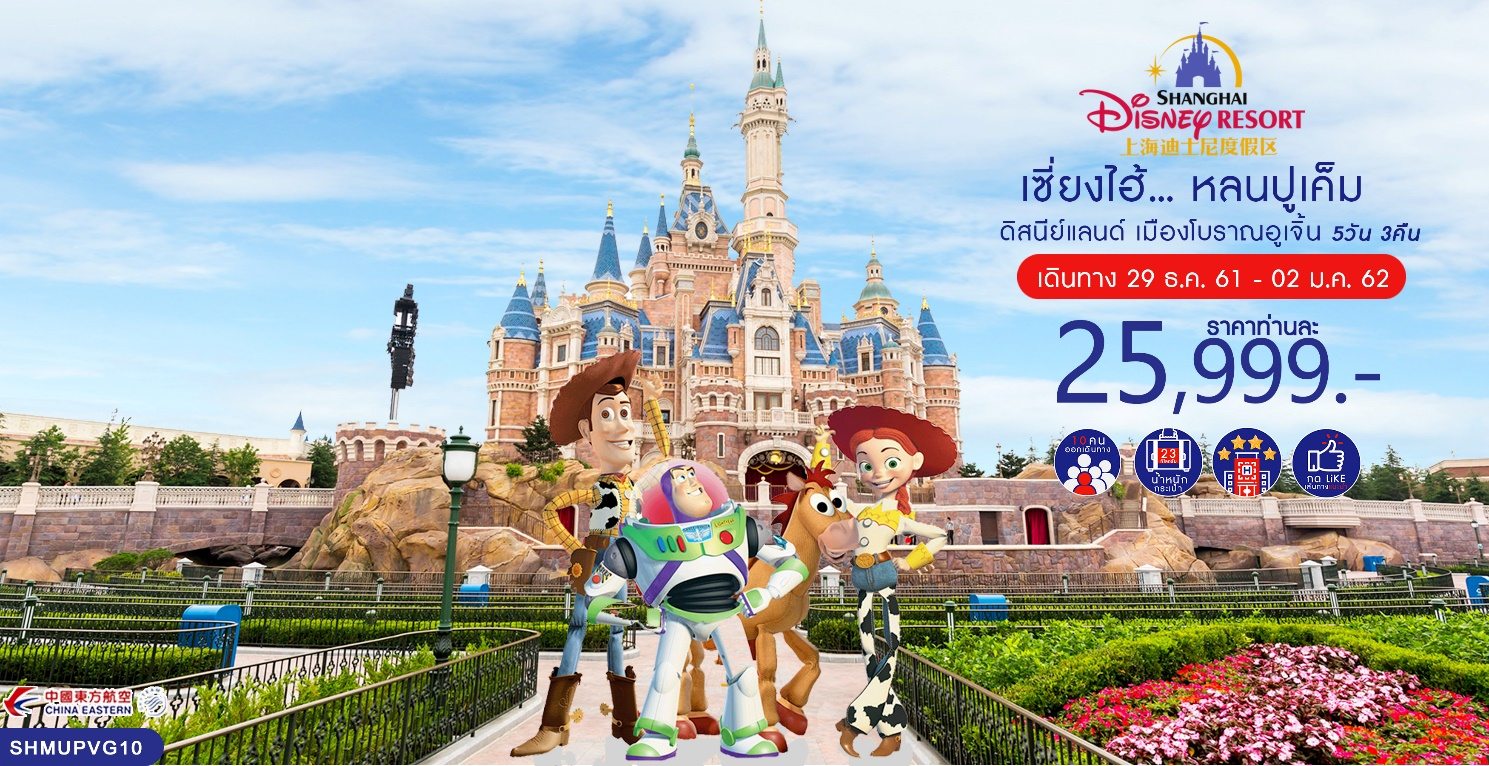 SHANGHAI
DISNEY RESORT
上海迪士尼度假区
เซี่ยงไฮ้... หลนปูเค็ม
ดิสนีย์แลนด์ เมืองโบราณอูเจิ้น 5วัน 3คืน
เดินทาง 29 ธ.ค. 61 - 02 ม.ค. 62
ราคาท่านละ
25,999.-
10 คน
ออกเดินทาง
23
น้ำหนัก
กระเป๋า
H
กด LiKE
中國東方航空
CHINA EASTERN
SHMUPVG10